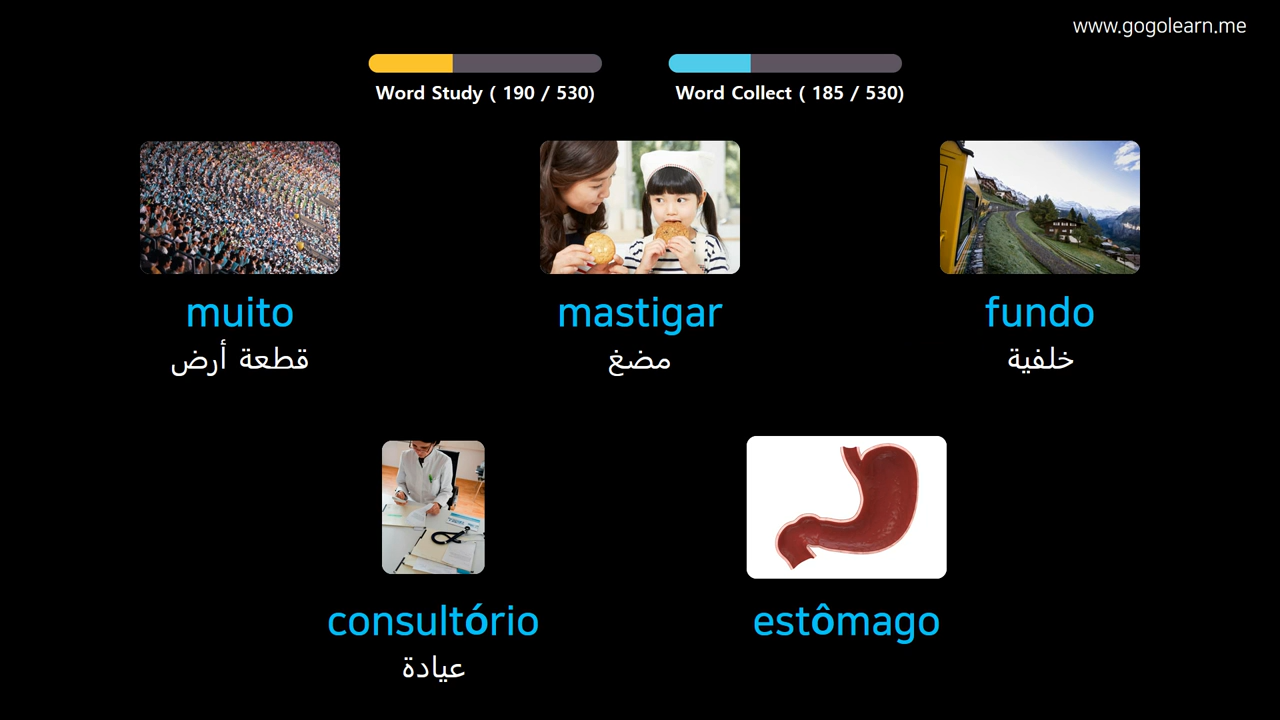 www.gogolearn.me
Word Study ( 190 / 530)
Word Collect ( 185 / 530)
muito
قطعة أرض
mastigar
مضغ
fundo
خلفية
consultório
عيادة
estômago